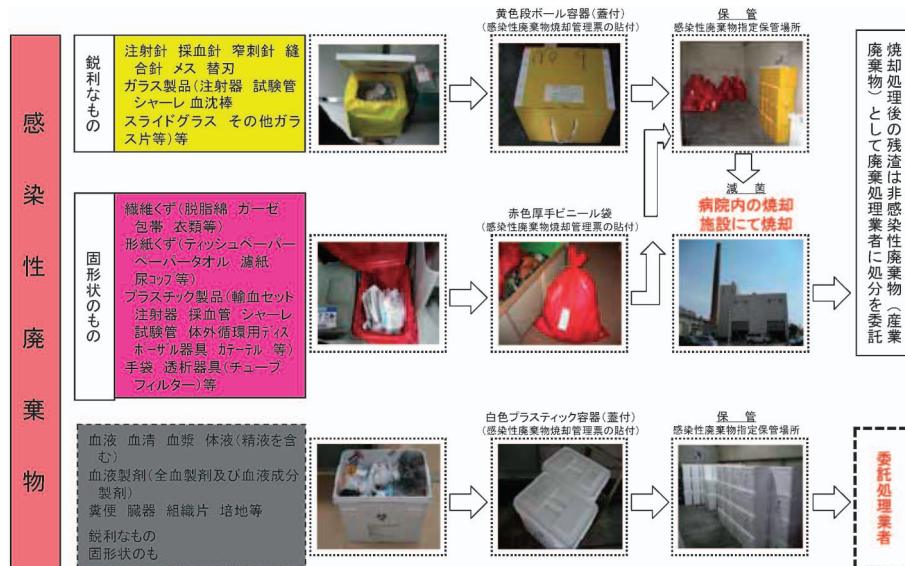 感染性廃棄物
鋭利なもの
注射針 採血針 窄刺針 縫
合針 メス 替刃
ガラス製品(注射器 試験管
シャーレ 血沈棒
スライドグラス その他ガラ
ス片等)等
黄色段ボール容器(蓋付)
(感染性廃棄物焼却管理票の貼付)
保 管
感染性廃棄物指定保管場所
滅 菌
病院内の焼却
施設にて焼却
焼却処理後の残渣は非感染性廃棄物(産業
廃棄物)として廃棄処理業者に処分を委託
固形状のもの
繊維くず(脱脂綿 ガーゼ
包帯 衣類等)
形紙くず(ティッシュペーパー
ペーパータオル 濾紙
尿コップ等)
プラスチック製品(輸血セット
注射器 採血管 シャーレ
試験管 体外循環用ディス
ポーザル器具 カテーテル 等)
手袋 透析器具(チューブ
フィルター)等
赤色厚手ビニール袋
(感染性廃棄物焼却管理票の貼付)
血液 血清 血漿 体液(精液を含
む)
血液製剤(全血製剤及び血液成分
製剤)
糞便 臓器 組織片 培地等
鋭利なもの
固形状のも
白色プラスティック容器(蓋付)
(感染性廃棄物焼却管理票の貼付)
保 管
感染性廃棄物指定保管場所
委託処理業者